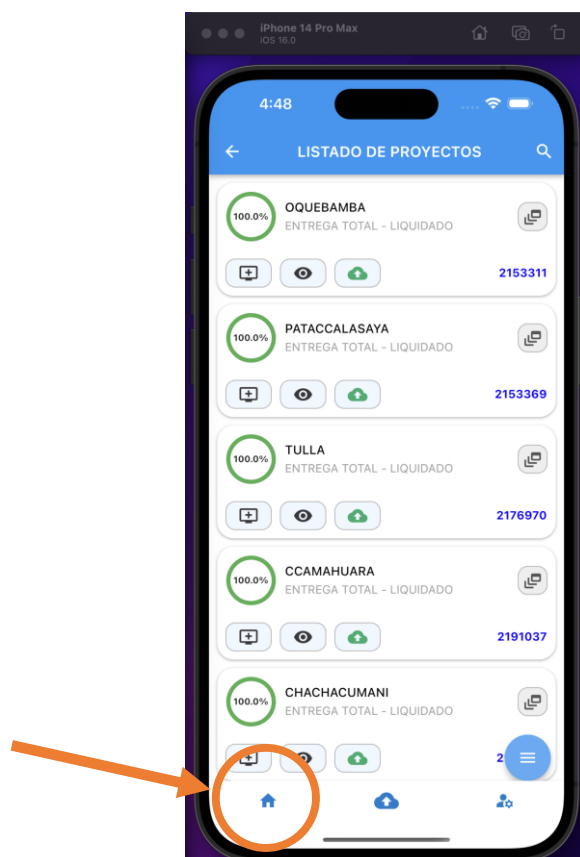 iPhone 14 Pro Max
iOS 16.0
4:48
LISTADO DE PROYECTOS
100.0%
OQUEBAMBA
ENTREGA TOTAL - LIQUIDADO
2153311
100.0%
PATACCALASAYA
ENTREGA TOTAL - LIQUIDADO
2153369
100.0%
TULLA
ENTREGA TOTAL - LIQUIDADO
2176970
100.0%
CCAMAHUARA
ENTREGA TOTAL - LIQUIDADO
2191037
100.0%
CHACHACUMANI
ENTREGA TOTAL - LIQUIDADO